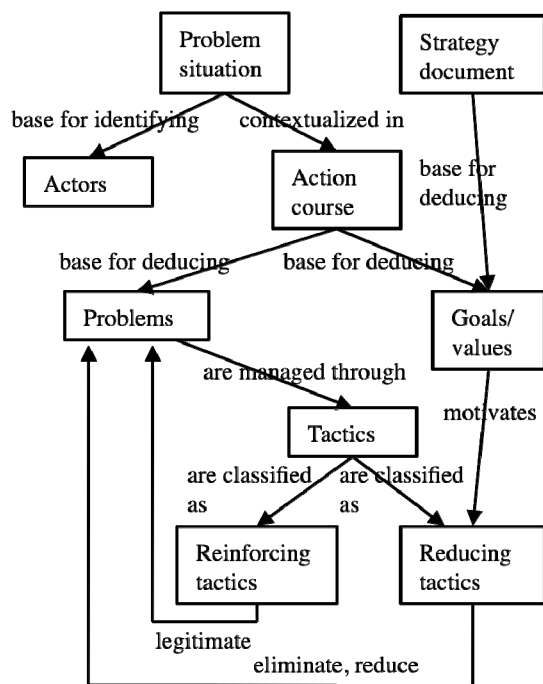 Problem
situation
Strategy
document
base for identifying
contextualized in
Actors
Action
course
base for
deducing
base for deducing
base for deducing
Problems
Goals/
values
are managed through
motivates
Tactics
are classified
as
are classified
as
Reinforcing
tactics
Reducing
tactics
legitimate
eliminate, reduce